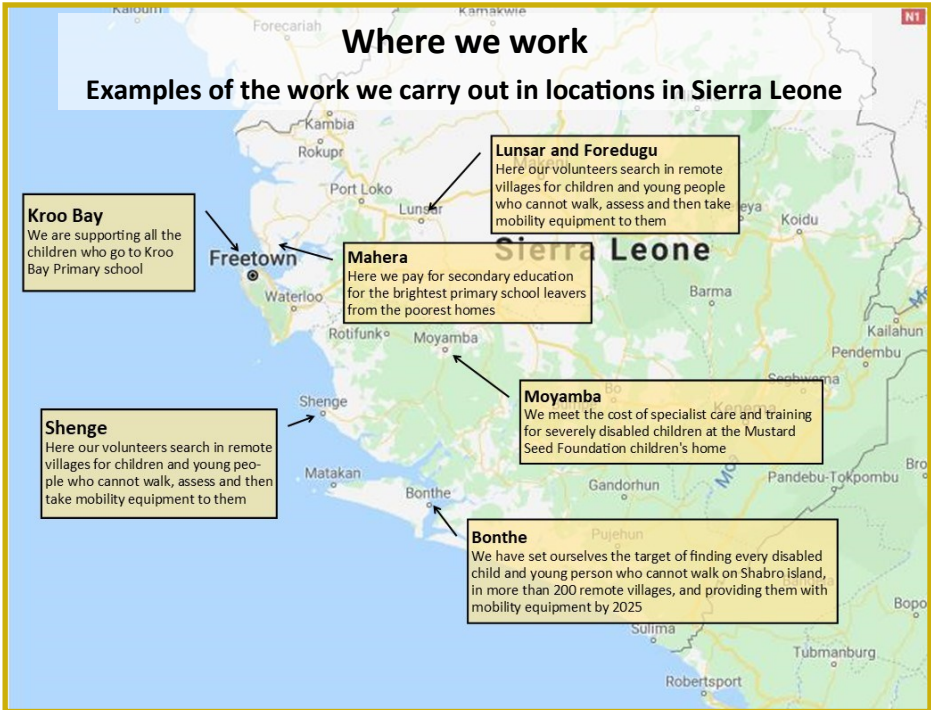 Where we work
Examples of the work we carry out in locations in Sierra Leone
Kaloum
Kamakwie
N1
Forecariah
Kambia
Rokupr
Port Loko
Lunsar
Lunsar and Foredugu
Here our volunteers search in remote
villages for children and young people
who cannot walk, assess and then take
mobility equipment to them
Makeni
Koidu
Kroo Bay
We are supporting all the
children who go to Kroo
Bay Primary school
Freetown
Sierra Leone
Mahera
Here we pay for secondary education
for the brightest primary school leavers
from the poorest homes
Waterloo
Barma
Rotifunk
Moyamba
Kailahun
Pendembu
Segbwema
Moyamba
We meet the cost of specialist care and training
for severely disabled children at the Mustard
Seed Foundation children's home
Bo
Kenema
Shenge
Shenge
Here our volunteers search in remote
villages for children and young peo-
ple who cannot walk, assess and then
take mobility equipment to them
Matakan
Bonthe
Gandorhun
Moa
Pandebu-Tokpombu
Bro
Bonthe
We have set ourselves the target of finding every disabled
child and young person who cannot walk on Shabro island,
in more than 200 remote villages, and providing them with
mobility equipment by 2025
Pujehun
Bopo
Sulima
Tubmanburg
Robertsport